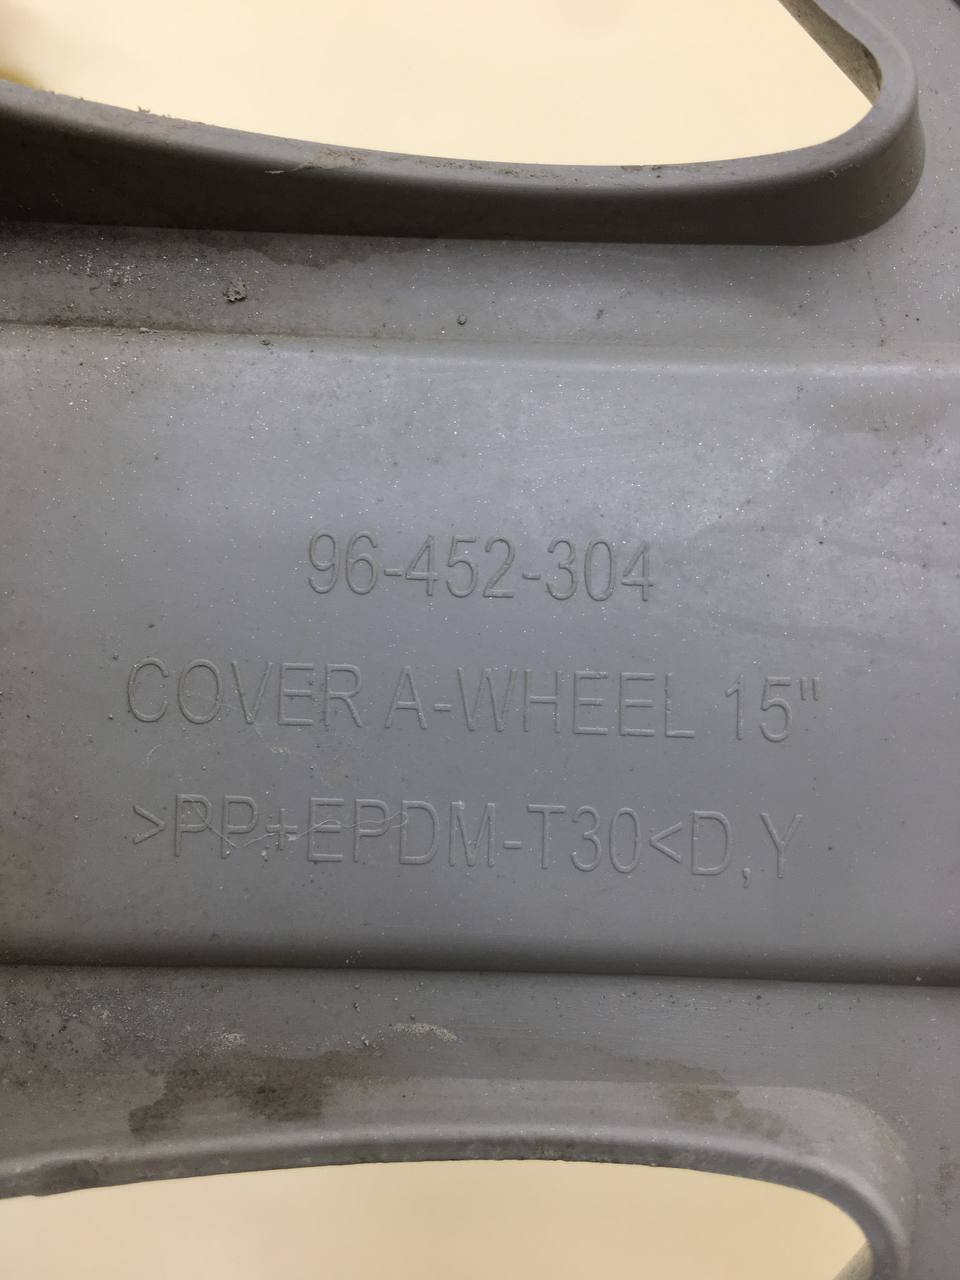 96-452-304
COVER A-WHEEL 15"
>PP+EPDM-T30<D,Y